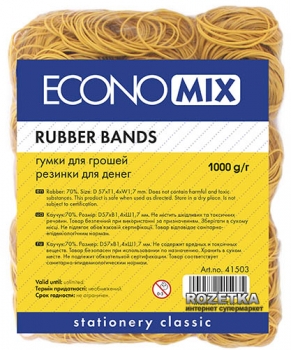 ECONOMIX
RUBBER BANDS
гумки для грошей
резинки для денег
1000 g/г
Rubber: 70%. Size: D 57xT1,4xW1,7 mm. Does not contain harmful and toxic
substances. This product is safe when used as directed. Store in a dry place. Is not
subject to mandatory certification.
Каучук:70%. Розмір: D57xВ1,4xШ1,7 мм. Не містить шкідливих та токсичних
речовин. Товар безпечний при використанні за призначенням. Зберігати в сухому
місці. Не підлягає обов'язковій сертифікації. Товар відповідає санітарно-
епідеміологічним нормам.
Каучук:70%. Размер: D57xВ1,4xШ1,7 мм. Не содержит вредных и токсичных
веществ. Товар безопасен при использовании по назначению. Хранить в сухом
месте. Не подлежит обязательной сертификации. Товар соответствует
санитарно-эпидемиологическим нормам.
Art.no. 41503
Valid until: unlimited.
Термін придатності: необмежений.
Срок годности: не ограничен.
0-3
ROZETKA
интернет супермаркет
stationery classic